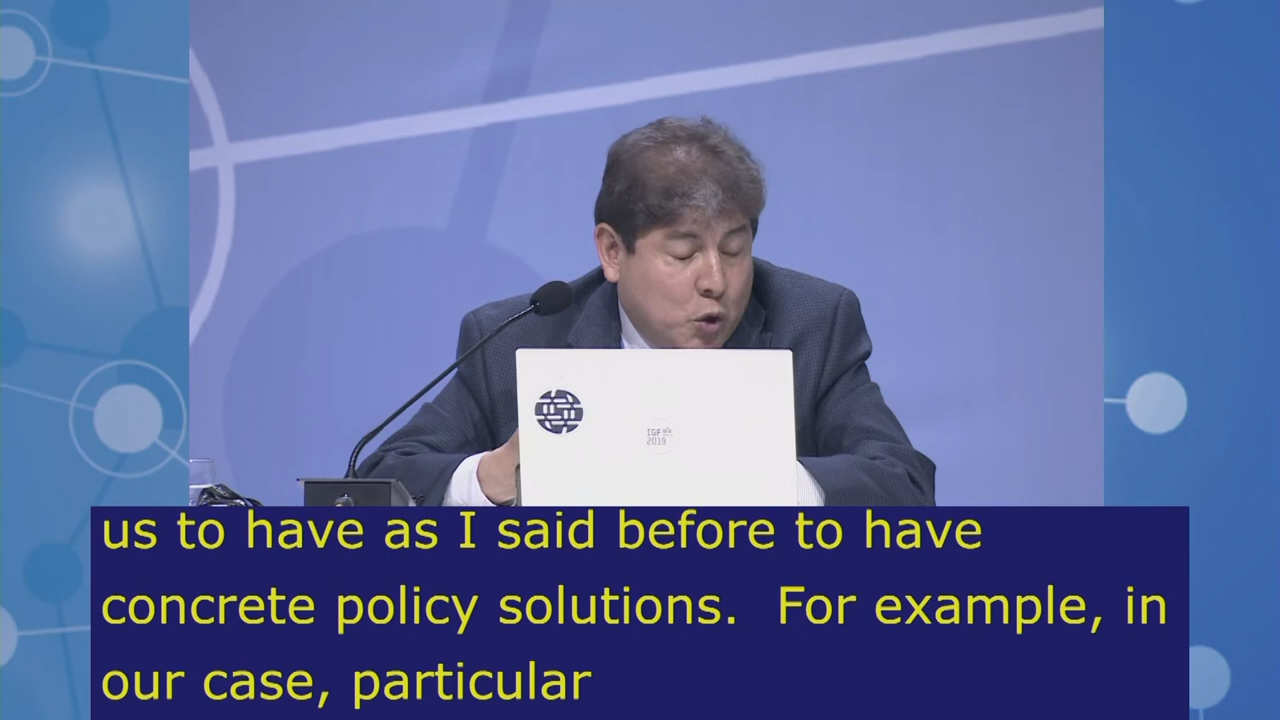 IGF
2019
us to have as I said before to have
concrete policy solutions.  For example, in
our case, particular